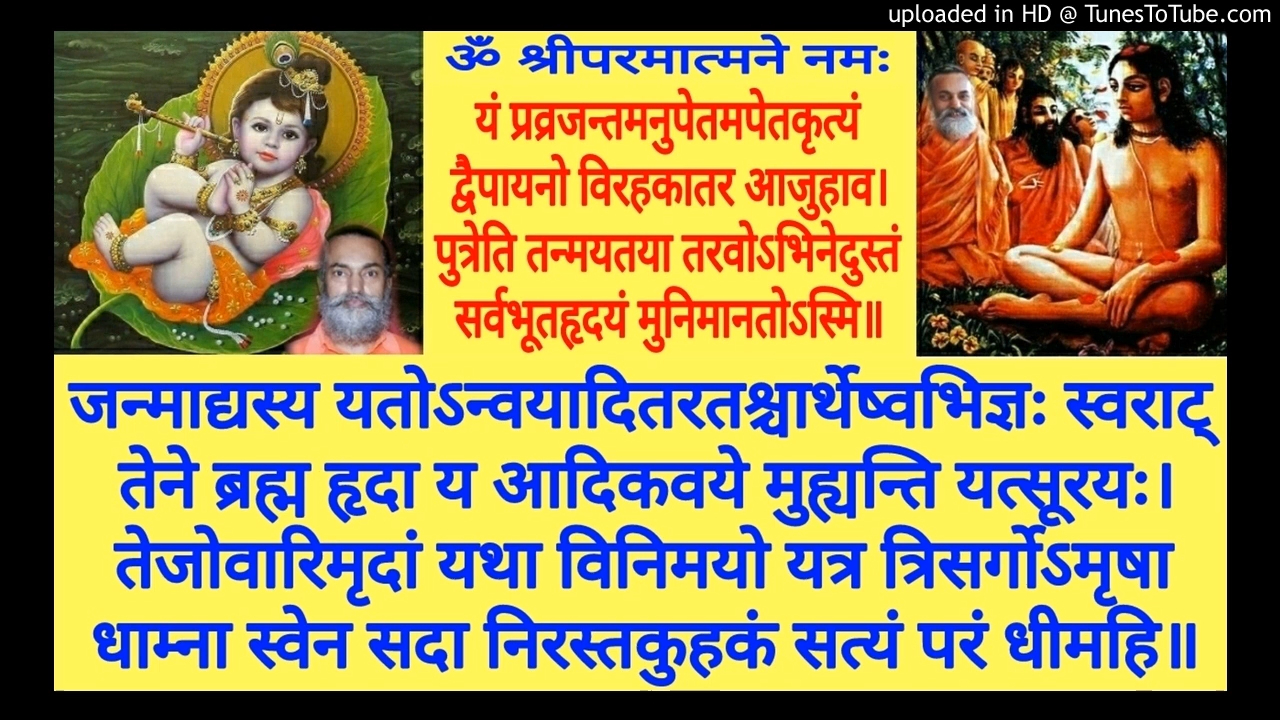 uploaded in HD @ TunesToTube.com
ॐ श्रीपरमात्मने नमः
यं प्रव्रजन्तमनुपेतमपेतकृत्यं
द्वैपायनो विरहकातर आजुहाव।
पुत्रेति तन्मयतया तरवोऽभिनेदुस्तं
सर्वभूतहृदयं मुनिमानतोऽस्मि॥
जन्माद्यस्य यतोऽन्वयादितरतश्चार्थेष्वभिज्ञः स्वराट्
तेने ब्रह्म हृदा य आदिकवये मुह्यन्ति यत्सूरयः।
तेजोवारिमृदां यथा विनिमयो यत्र त्रिसर्गोऽमृषा
धाम्ना स्वेन सदा निरस्तकुहकं सत्यं परं धीमहि॥